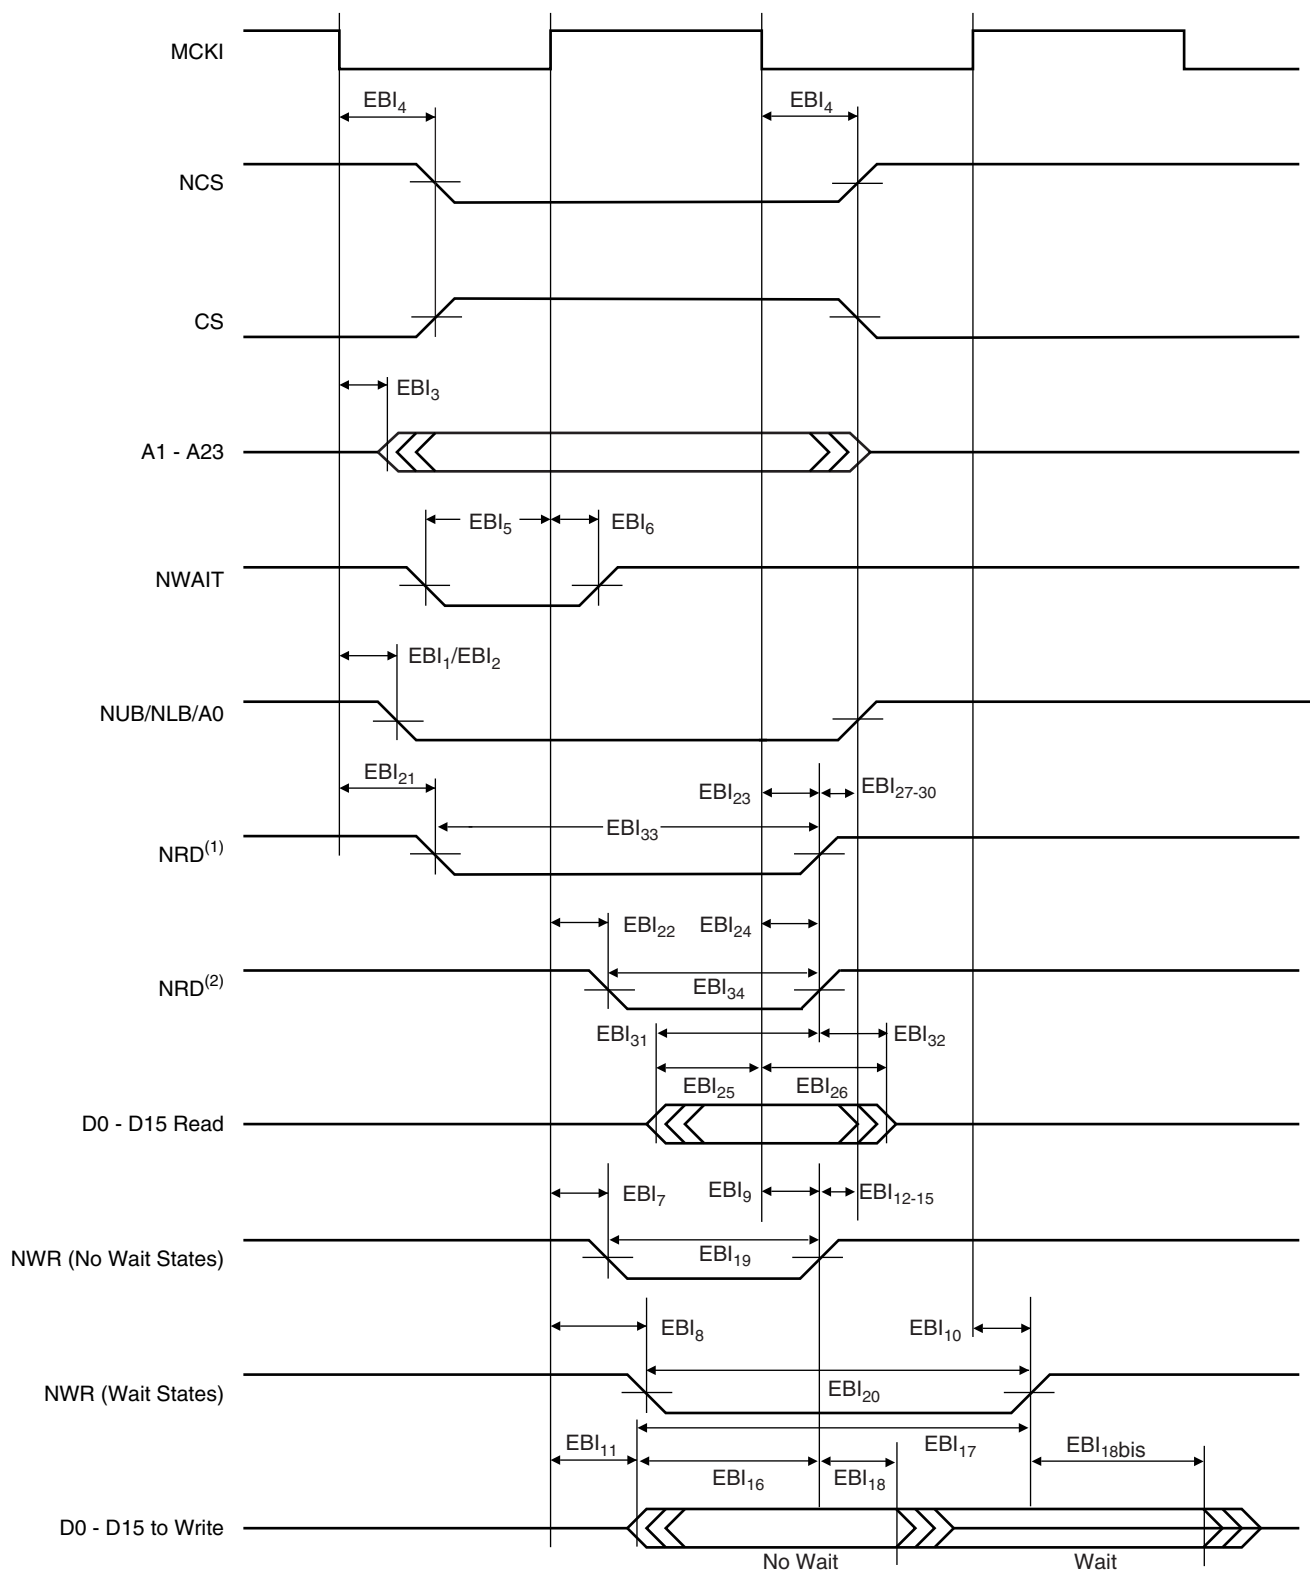 MCKI
EBI4 EBI4
NCS
CS
EBI3
A1 - A23
EBI5 EBI6
NWAIT
EBI1/EBI2
NUB/NLB/A0
EBI21 EBI23 EBI27-30
EBI33
NRD(1)
EBI22 EBI24
NRD(2)
EBI34
EBI31 EBI32
EBI25 EBI26
D0 - D15 Read
EBI7 EBI9 EBI12-15
NWR (No Wait States)
EBI19
EBI8 EBI10
NWR (Wait States)
EBI20
EBI11 EBI17 EBI18bis
EBI16 EBI18
D0 - D15 to Write
No Wait Wait